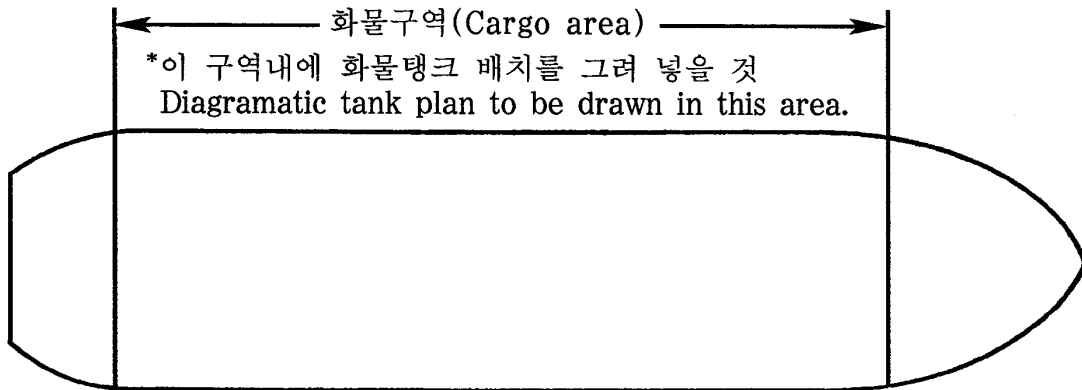 화물구역(Cargo area)
*이 구역내에 화물탱크 배치를 그려 넣을 것
Diagramatic tank plan to be drawn in this area.